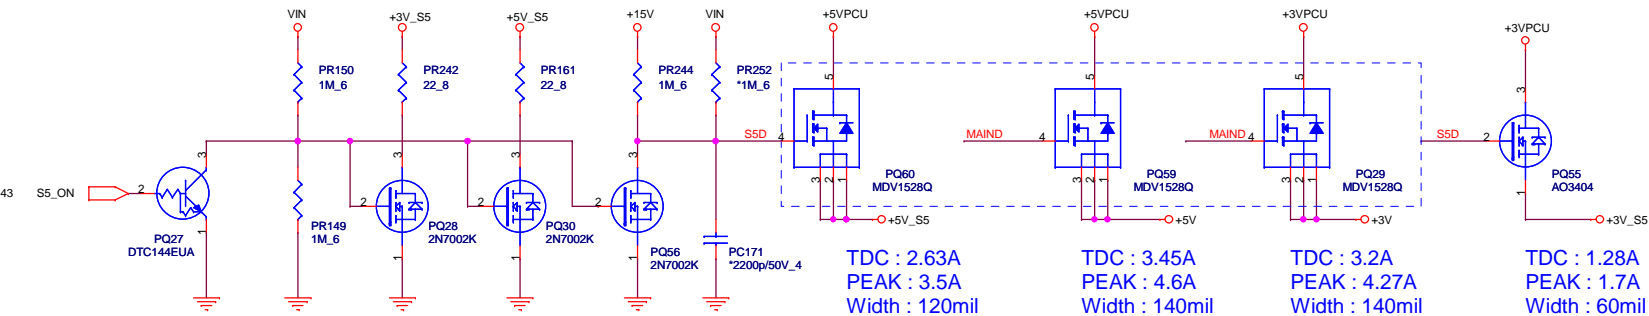 VIN
+3V_S5
+5V_S5
+15V
VIN
+5VPCU
+5VPCU
+3VPCU
+3VPCU
PR150
1M_6
PR242
22_8
PR161
22_8
PR244
1M_6
PR252
*1M_6
5
5
5
3
S5D
4
MAIND
4
MAIND
4
S5D
2
3
3
3
3
43
S5_ON
2
2
2
2
PQ60
MDV1528Q
PQ59
MDV1528Q
PQ29
MDV1528Q
PQ55
AO3404
3
2
1
3
2
1
3
2
1
1
+5V_S5
+5V
+3V
+3V_S5
PQ27
DTC144EUA
1
PR149
1M_6
PQ28
2N7002K
1
PQ30
2N7002K
1
PQ56
2N7002K
1
PC171
*2200p/50V_4
TDC : 2.63A
PEAK : 3.5A
Width : 120mil
TDC : 3.45A
PEAK : 4.6A
Width : 140mil
TDC : 3.2A
PEAK : 4.27A
Width : 140mil
TDC : 1.28A
PEAK : 1.7A
Width : 60mil